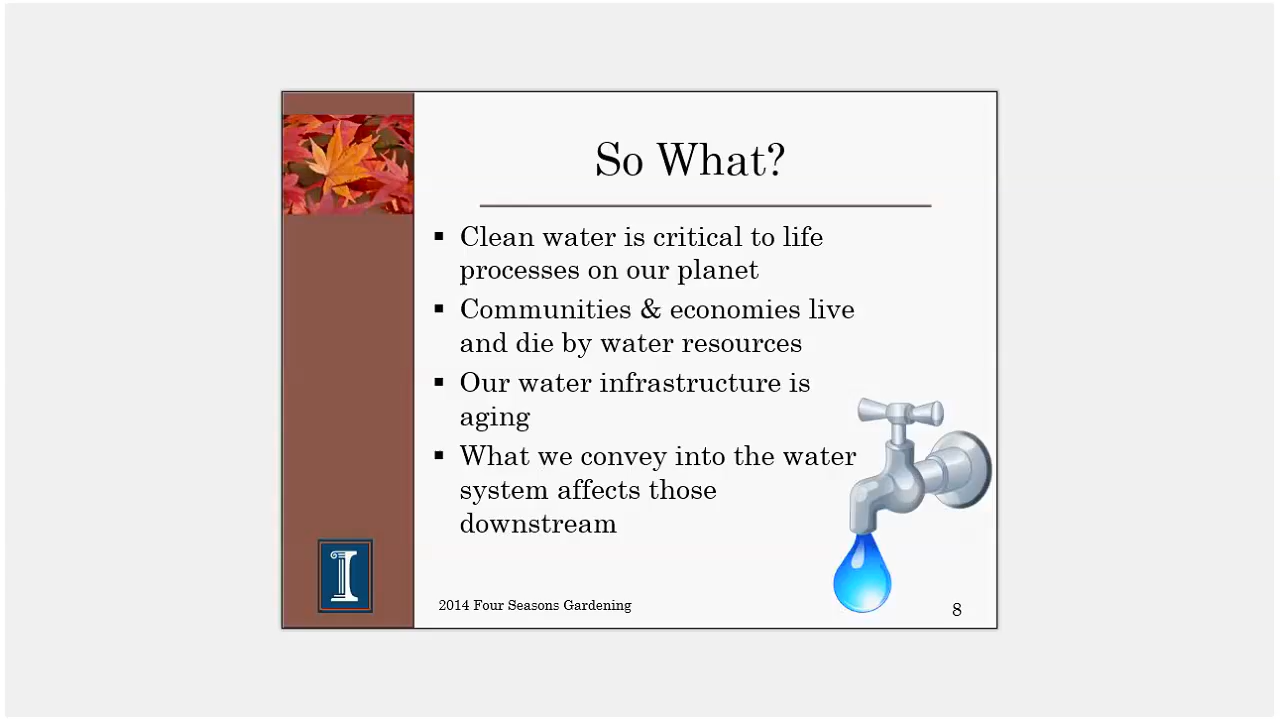 So What?
▪ Clean water is critical to life
processes on our planet
▪ Communities & economies live
and die by water resources
▪ Our water infrastructure is
aging
▪ What we convey into the water
system affects those
downstream
I
2014 Four Seasons Gardening
8